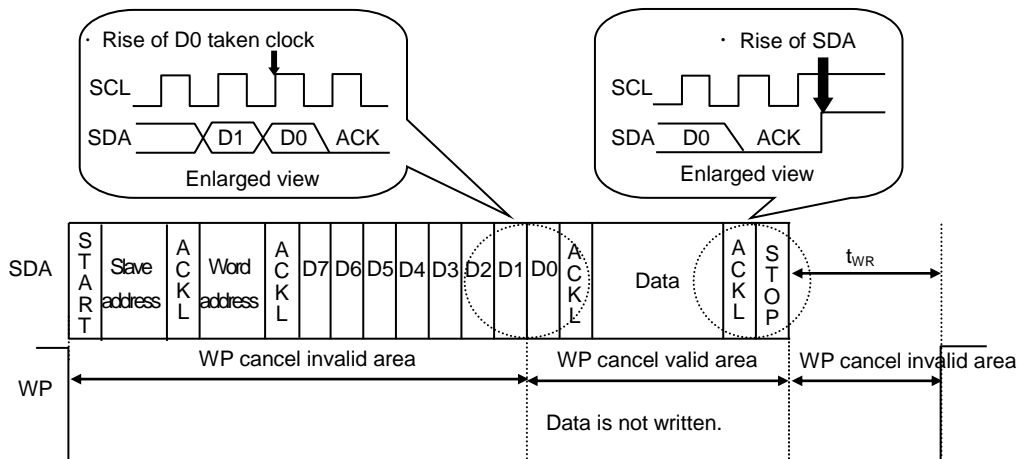 · Rise of D0 taken clock
SCL
SDA D1 D0 ACK
Enlarged view
· Rise of SDA
SCL
SDA D0 ACK
Enlarged view
SDA
START
Slave
address
ACKL
Word
address
ACKL
D7 D6 D5 D4 D3 D2 D1 D0
ACKL
Data
ACKL
STOP
tWR
WP
WP cancel invalid area
WP cancel valid area
WP cancel invalid area
Data is not written.